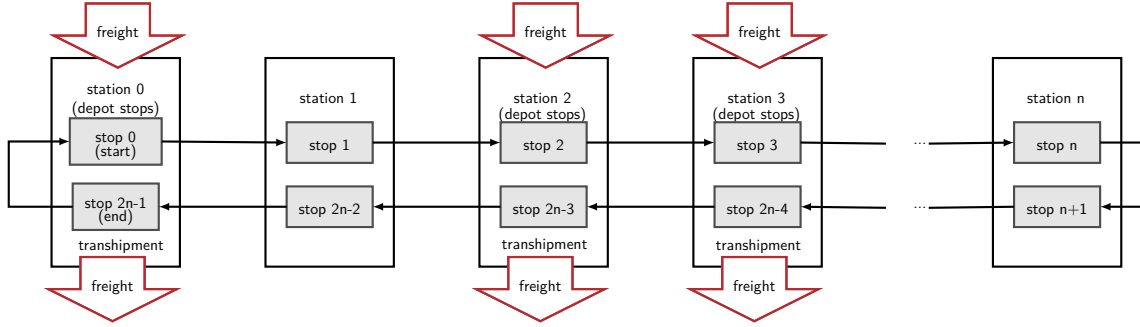 freight
freight
freight
station 0
(depot stops)
station 1
station 2
(depot stops)
station 3
(depot stops)
station n
stop 0
(start)
stop 1
stop 2
stop 3
...
stop n
stop 2n-1
(end)
stop 2n-2
stop 2n-3
stop 2n-4
...
stop n+1
transhipment
transhipment
transhipment
freight
freight
freight